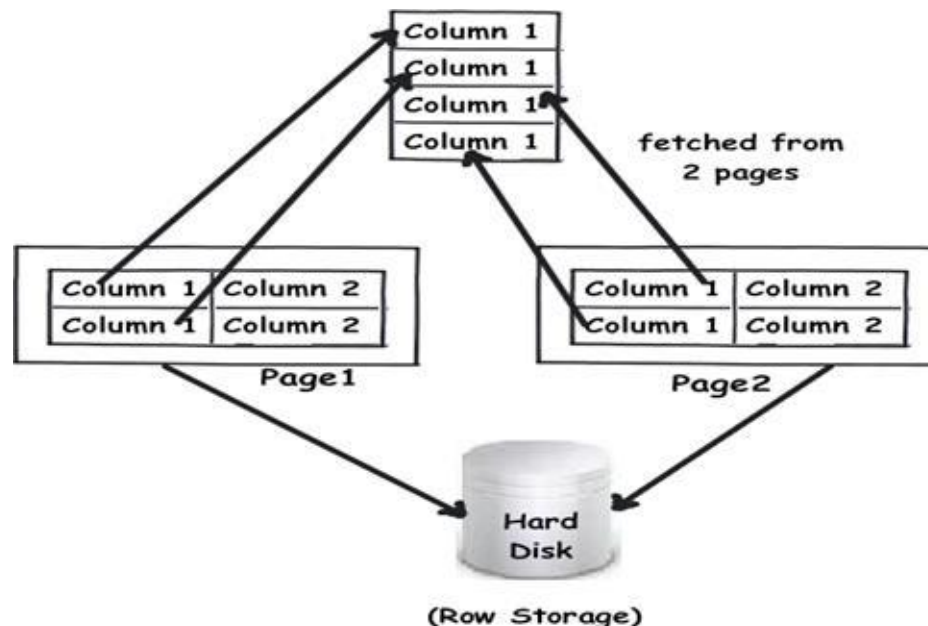 Column 1
Column 1
Column 1
Column 1
fetched from
2 pages
Column 1 Column 2
Column 1 Column 2
Page1
Column 1 Column 2
Column 1 Column 2
Page2
Hard
Disk
(Row Storage)